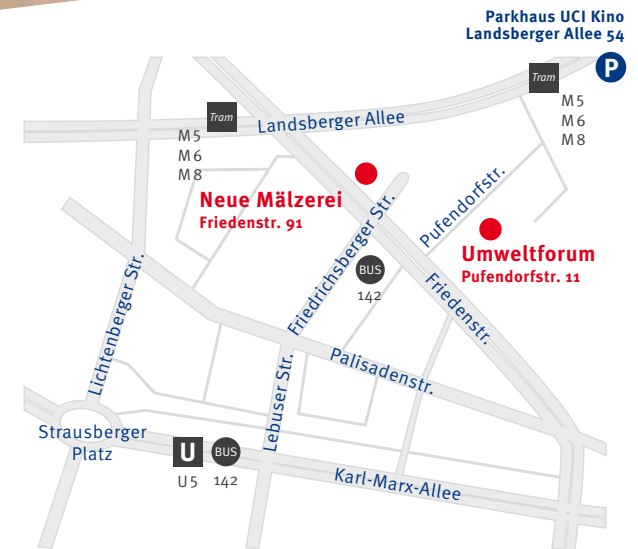 Parkhaus UCI Kino
Landsberger Allee 54
P
Tram
M5
M6
M8
Tram
M5
M6
M8
Landsberger Allee
Neue Mälzerei
Friedenstr. 91
Pufendorfstr.
Friedrichsberger Str.
Umweltforum
Pufendorfstr. 11
BUS
142
Friedenstr.
Lichtenberger Str.
Palisadenstr.
Lebuser Str.
Strausberger
Platz
U
U5
BUS
142
Karl-Marx-Allee